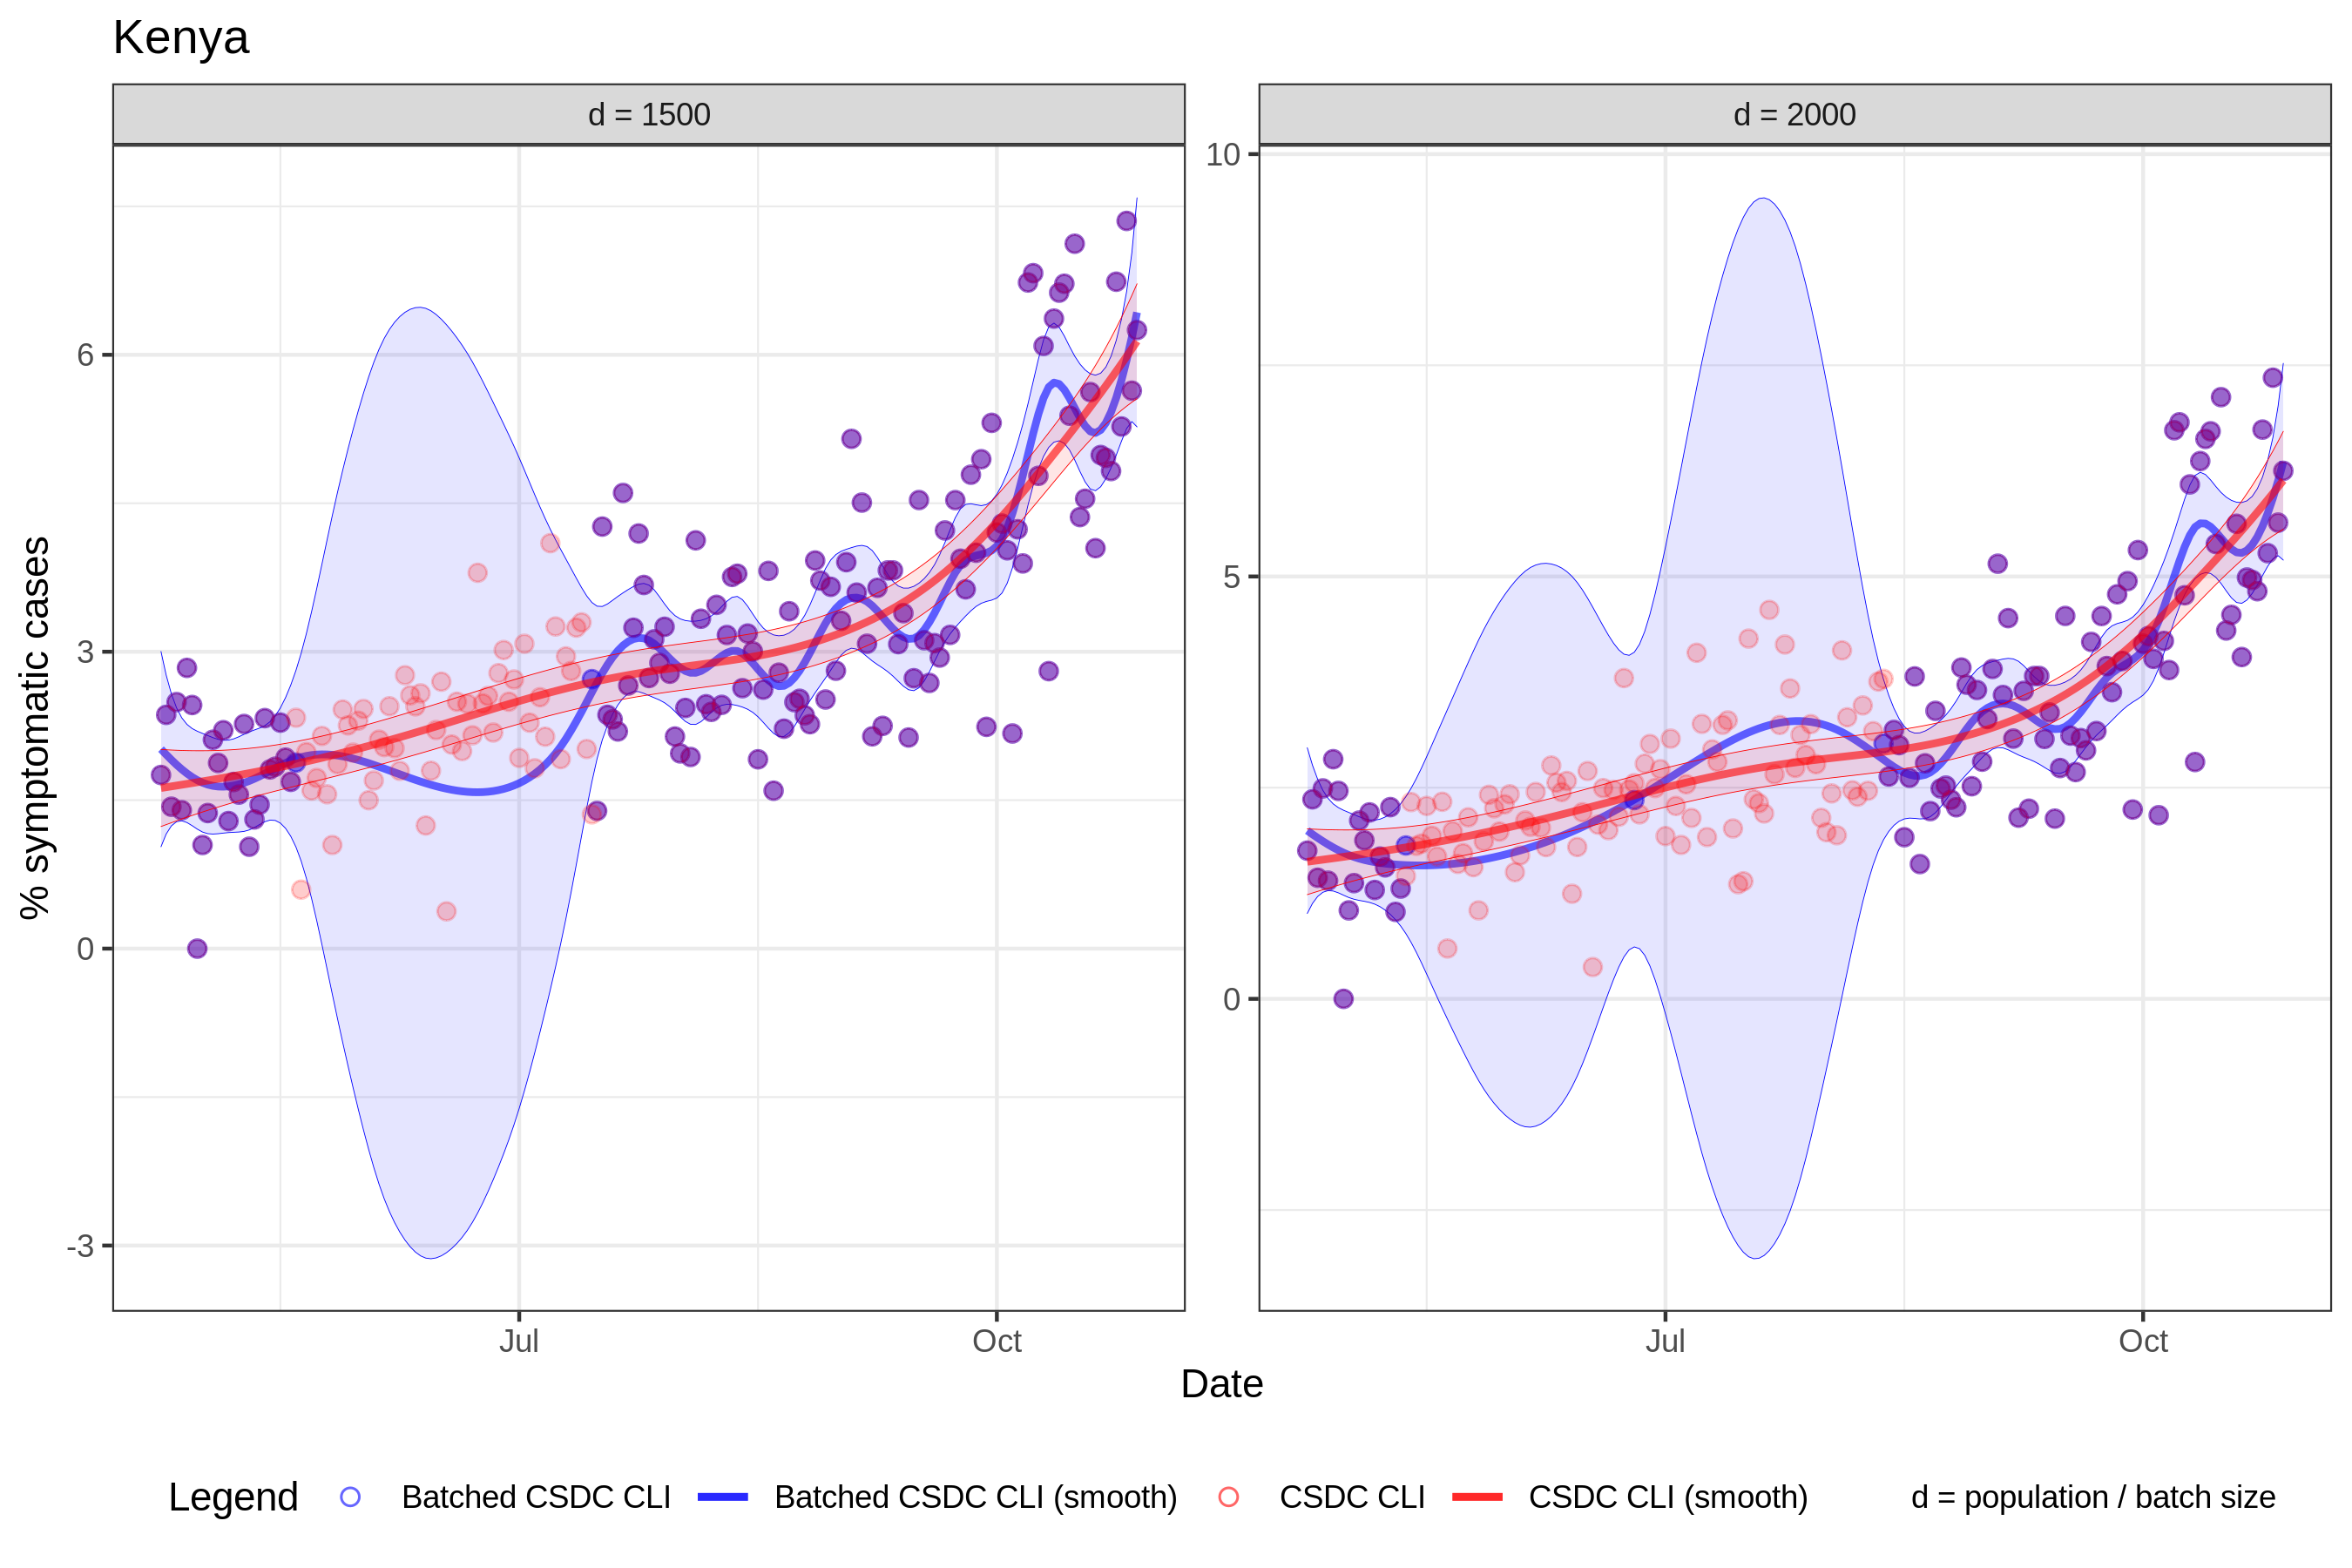 Kenya
d = 1500
d = 2000
% symptomatic cases
6
3
0
-3
10
5
0
Jul
Oct
Jul
Oct
Date
Legend Batched CSDC CLI Batched CSDC CLI (smooth) CSDC CLI CSDC CLI (smooth) d = population / batch size